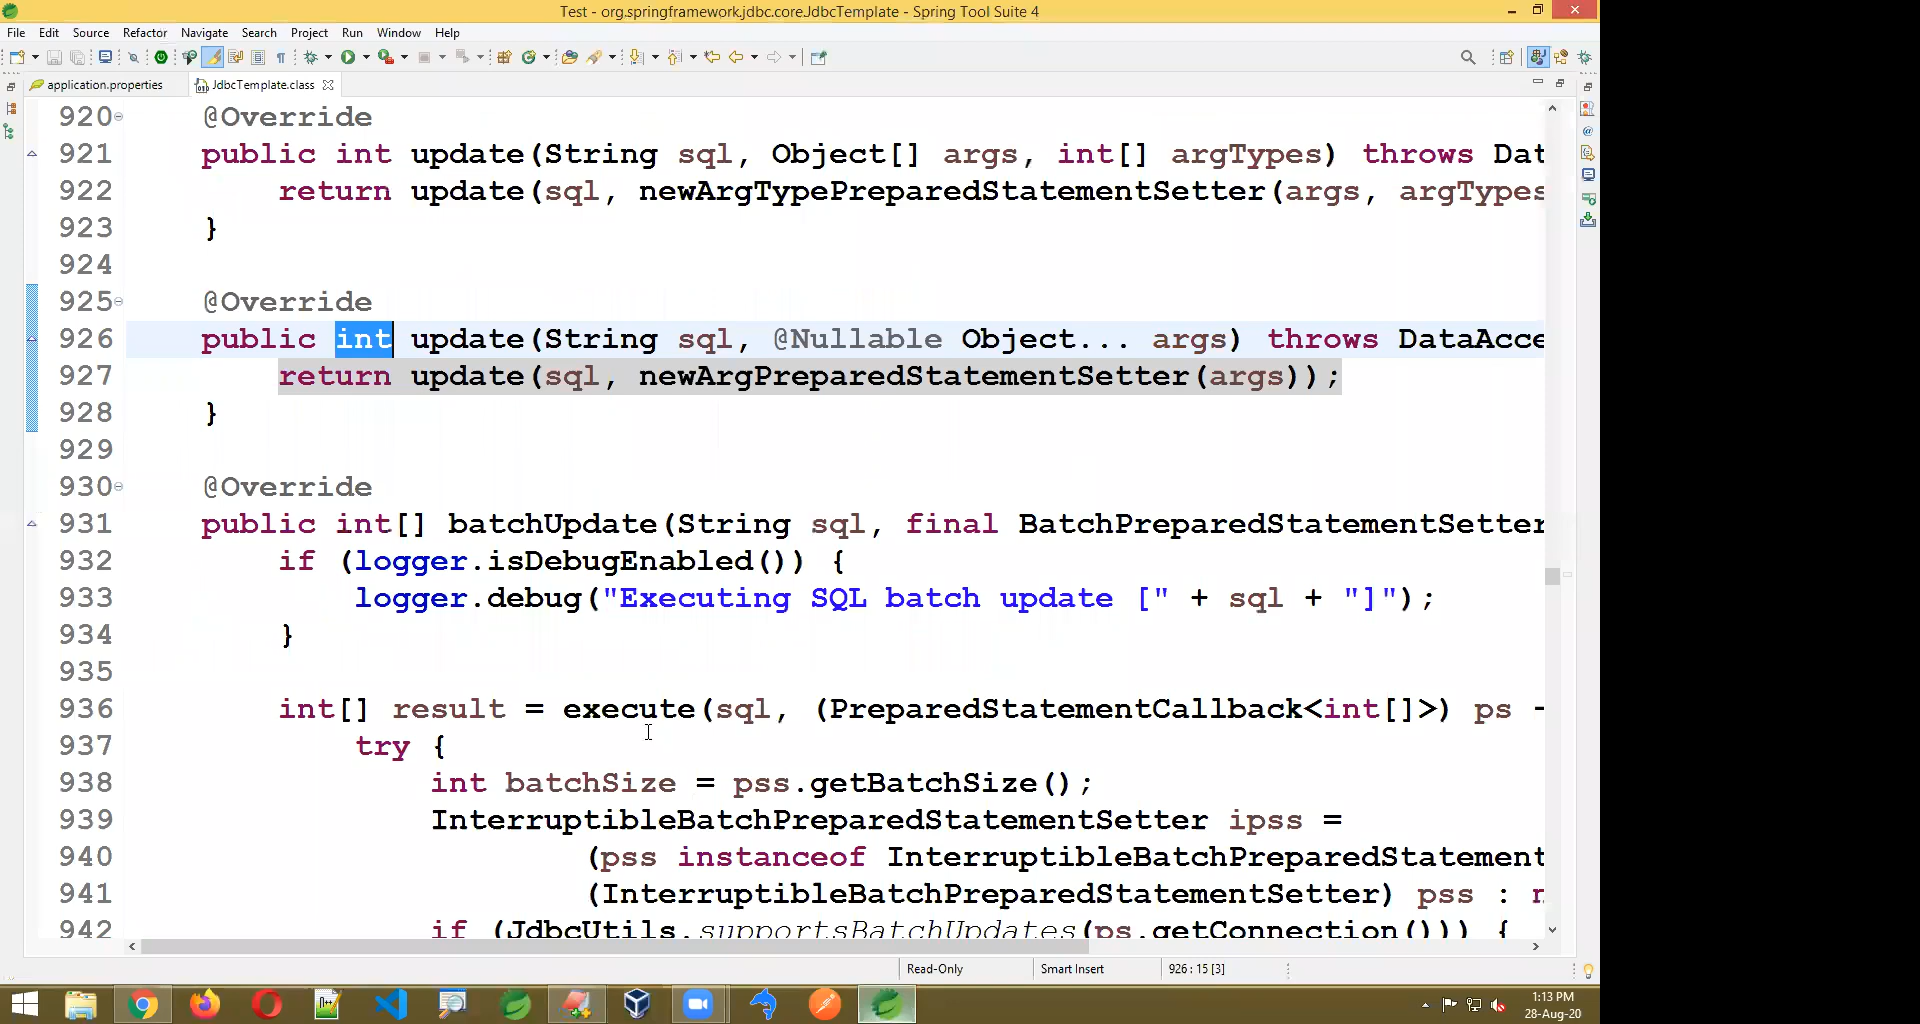 Test - org.springframework.jdbc.core.JdbcTemplate - Spring Tool Suite 4
File Edit Source Refactor Navigate Search Project Run Window Help
application.properties JdbcTemplate.class
920 @Override
921 public int update(String sql, Object[] args, int[] argTypes) throws Dat
922 return update(sql, newArgTypePreparedStatementSetter(args, argTypes
923 }
924
925 @Override
926 public int update(String sql, @Nullable Object... args) throws DataAcce
927 return update(sql, newArgPreparedStatementSetter(args));
928 }
929
930 @Override
931 public int[] batchUpdate(String sql, final BatchPreparedStatementSetter
932 if (logger.isDebugEnabled()) {
933 logger.debug("Executing SQL batch update [" + sql + "]");
934 }
935
936 int[] result = execute(sql, (PreparedStatementCallback<int[]>) ps -
937 try {
938 int batchSize = pss.getBatchSize();
939 InterruptibleBatchPreparedStatementSetter ipss =
940 (pss instanceof InterruptibleBatchPreparedStatement
941 (InterruptibleBatchPreparedStatementSetter) pss : n
942 if (JdbcUtils.supportsBatchUpdates(ps.getConnection())) {
Read-Only Smart Insert 926 : 15 [3]
1:13 PM
28-Aug-20